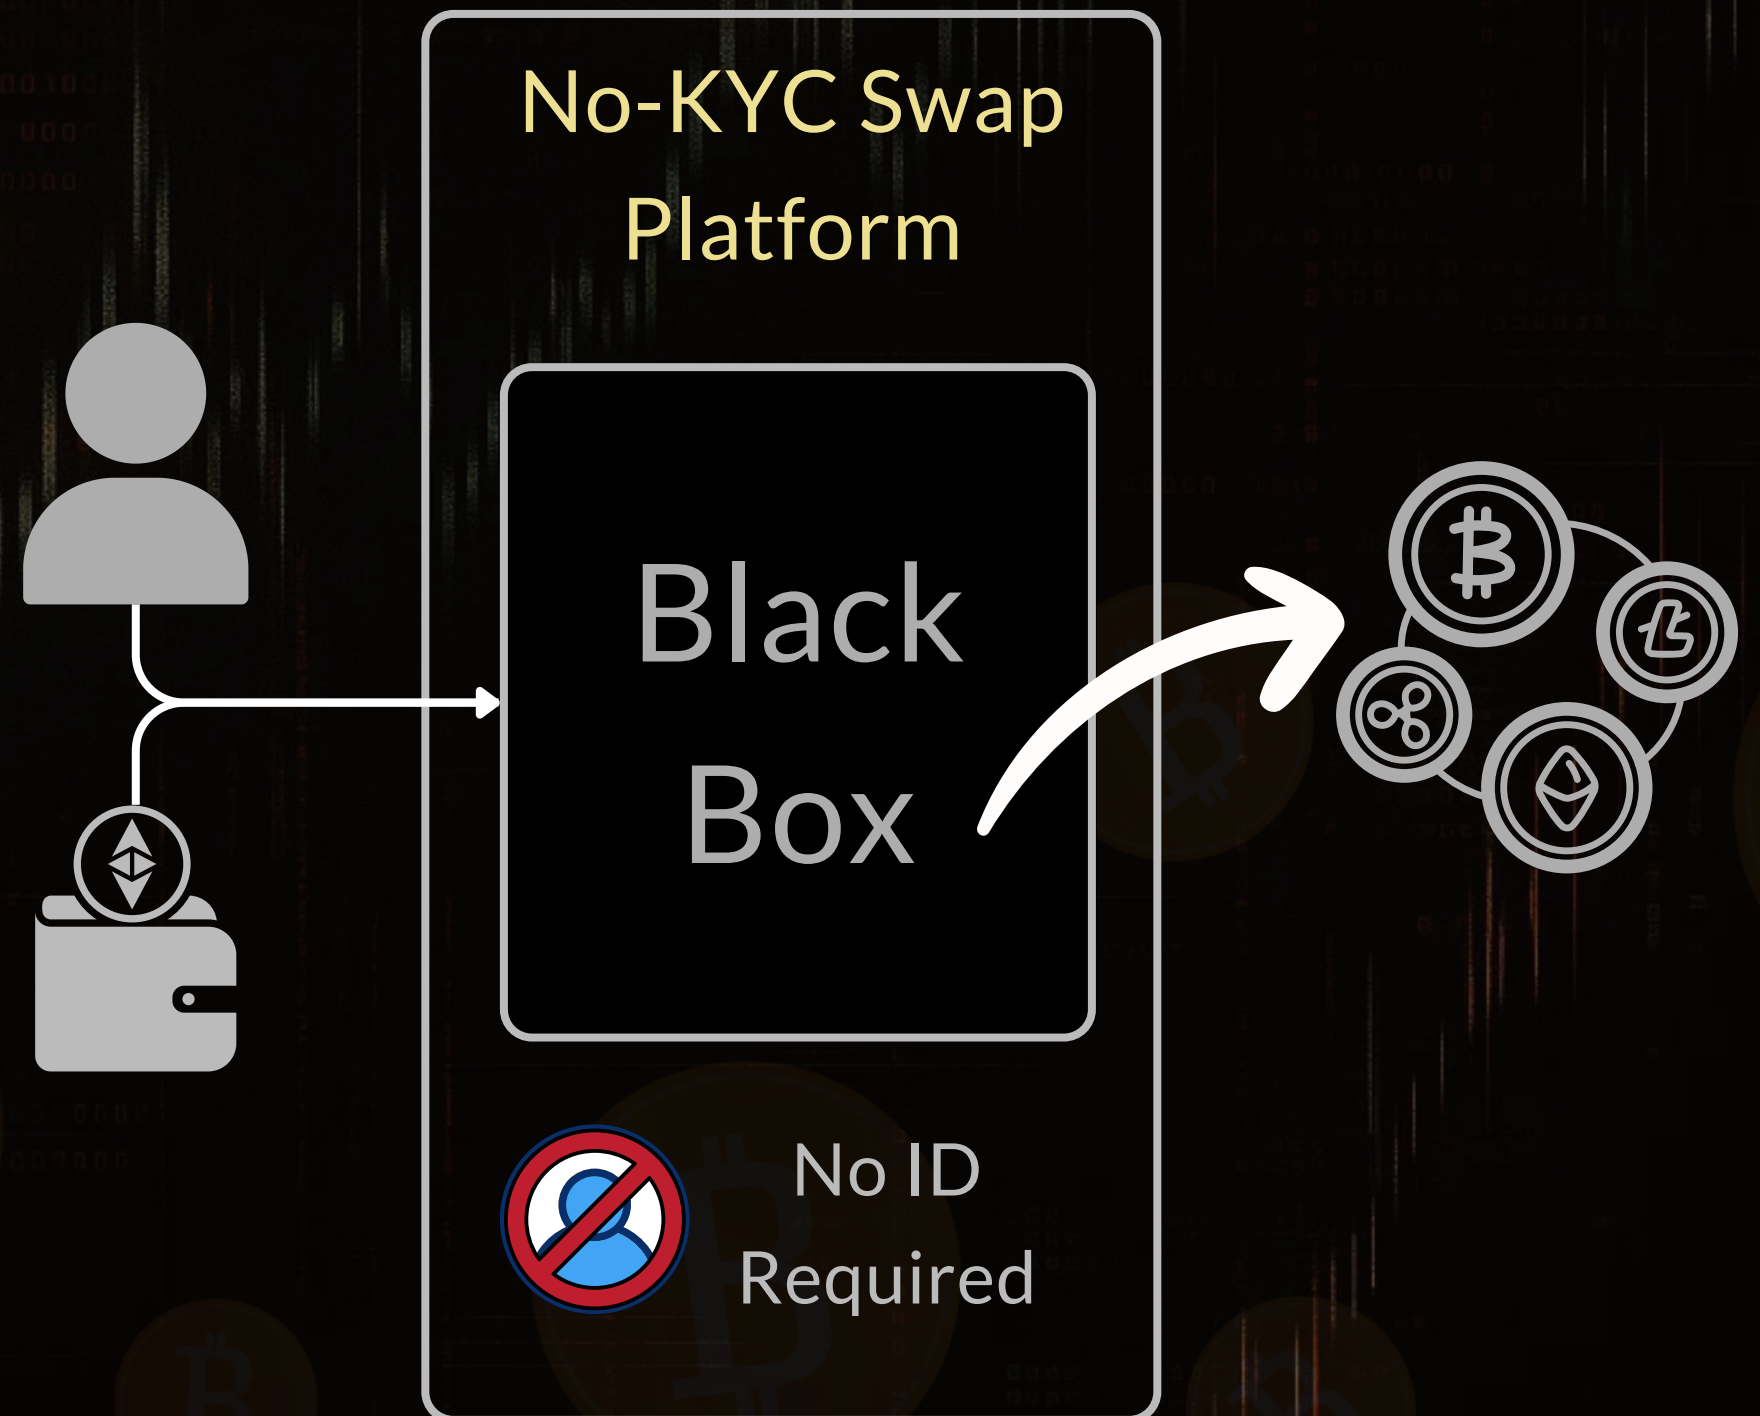 No-KYC Swap
Platform
Black
Box
No ID
Required